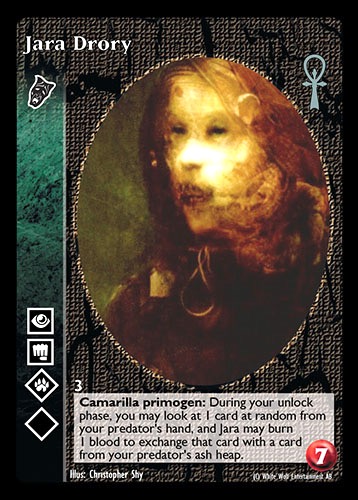 Jara Drory
3
Camarilla primogen: During your unlock
phase, you may look at 1 card at random from
your predator's hand, and Jara may burn
1 blood to exchange that card with a card
from your predator's ash heap.
7
Illus: Christopher Shy
(C) White Wolf Entertainment AB